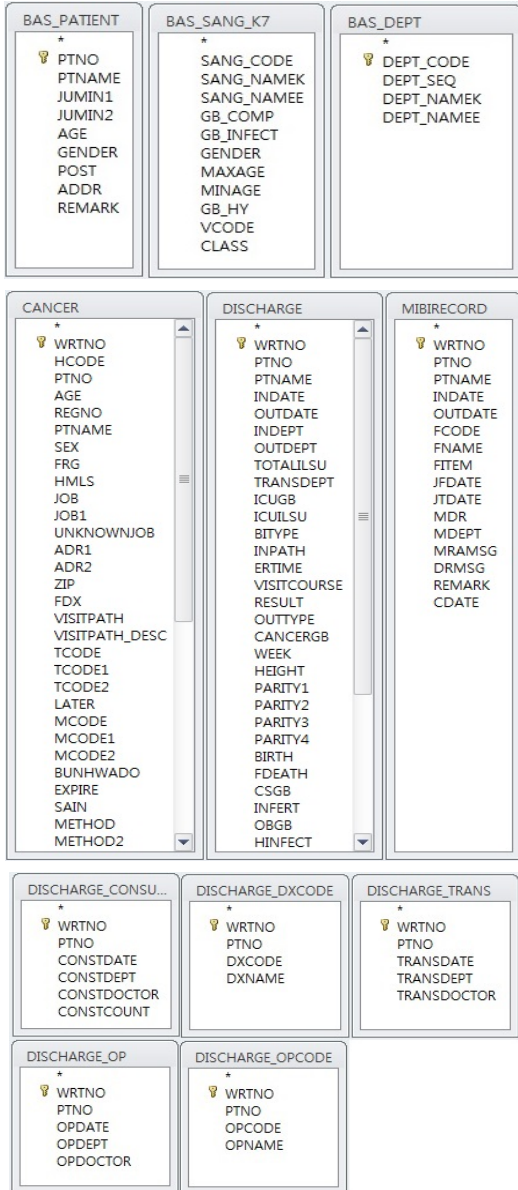 BAS_PATIENT
*
PTNO
PTNAME
JUMIN1
JUMIN2
AGE
GENDER
POST
ADDR
REMARK
BAS_SANG_K7
*
SANG_CODE
SANG_NAMEK
SANG_NAMEE
GB_COMP
GB_INFECT
GENDER
MAXAGE
MINAGE
GB_HY
VCODE
CLASS
BAS_DEPT
*
DEPT_CODE
DEPT_SEQ
DEPT_NAMEK
DEPT_NAMEE
CANCER
*
WRTNO
HCODE
PTNO
AGE
REGNO
PTNAME
SEX
FRG
HMLS
JOB
JOB1
UNKNOWNJOB
ADR1
ADR2
ZIP
FDX
VISITPATH
VISITPATH_DESC
TCODE
TCODE1
TCODE2
LATER
MCODE
MCODE1
MCODE2
BUNHWADO
EXPIRE
SAIN
METHOD
METHOD2
DISCHARGE
*
WRTNO
PTNO
PTNAME
INDATE
OUTDATE
INDEPT
OUTDEPT
TOTALILSU
TRANSDEPT
ICUGB
ICUILSU
BITYPE
INPATH
ERTIME
VISITCOURSE
RESULT
OUTTYPE
CANCERGB
WEEK
HEIGHT
PARITY1
PARITY2
PARITY3
PARITY4
BIRTH
FDEATH
CSGB
INFERT
OBGB
HINFECT
MIBIRECORD
*
WRTNO
PTNO
PTNAME
INDATE
OUTDATE
FCODE
FNAME
FITEM
JFDATE
JTDATE
MDR
MDEPT
MRAMSG
DRMSG
REMARK
CDATE
DISCHARGE_CONSU...
*
WRTNO
PTNO
CONSTDATE
CONSTDEPT
CONSTDOCTOR
CONSTCOUNT
DISCHARGE_DXCODE
*
WRTNO
PTNO
DXCODE
DXNAME
DISCHARGE_TRANS
*
WRTNO
PTNO
TRANSDATE
TRANSDEPT
TRANSDOCTOR
DISCHARGE_OP
*
WRTNO
PTNO
OPDATE
OPDEPT
OPDOCTOR
DISCHARGE_OPCODE
*
WRTNO
PTNO
OPCODE
OPNAME